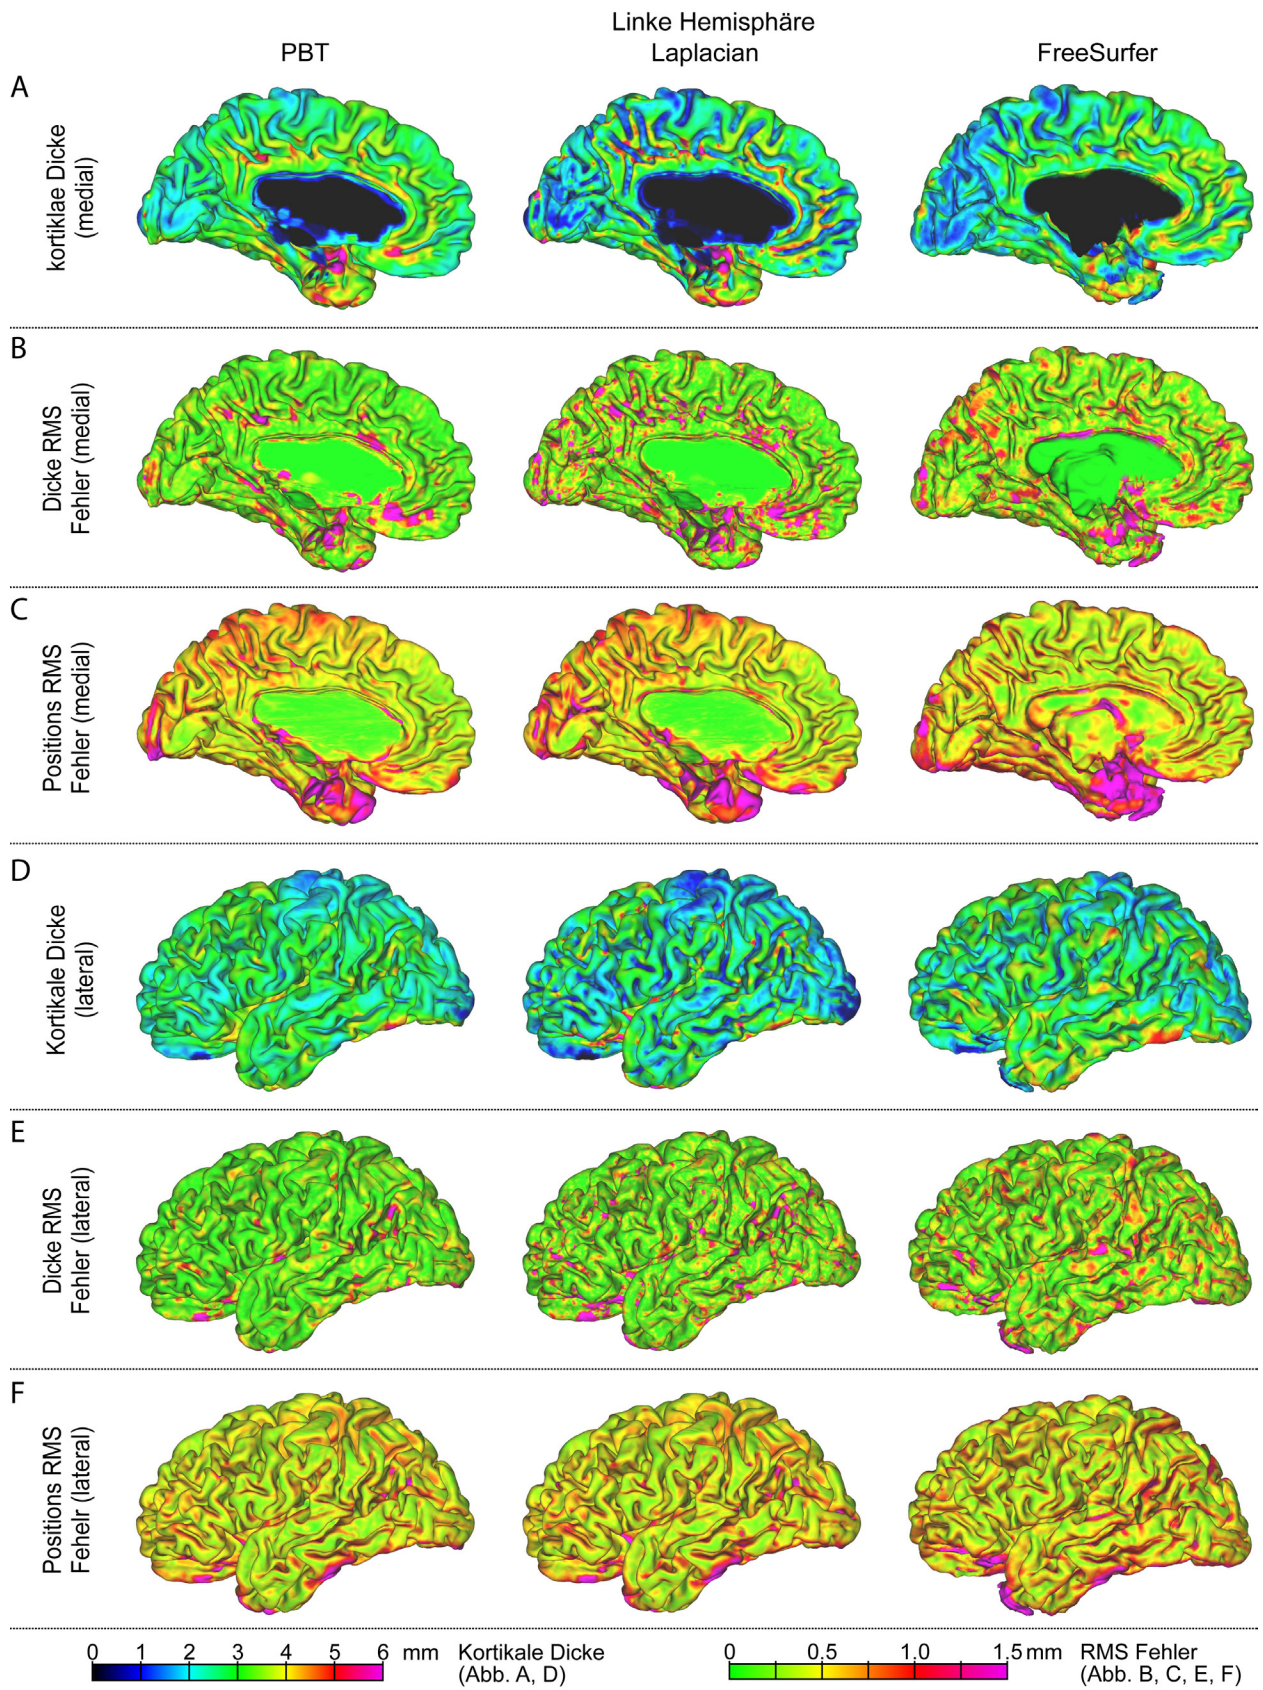 Linke Hemisphäre
PBT Laplacian FreeSurfer
A
kortiklae Dicke
(medial)
B
Dicke RMS
Fehler (medial)
C
Positions RMS
Fehler (medial)
D
Kortikale Dicke
(lateral)
E
Dicke RMS
Fehler (lateral)
F
Positions RMS
Fehelr (lateral)
0 1 2 3 4 5 6 mm
Kortikale Dicke
(Abb. A, D)
0 0.5 1.0 1.5 mm
RMS Fehler
(Abb. B, C, E, F)